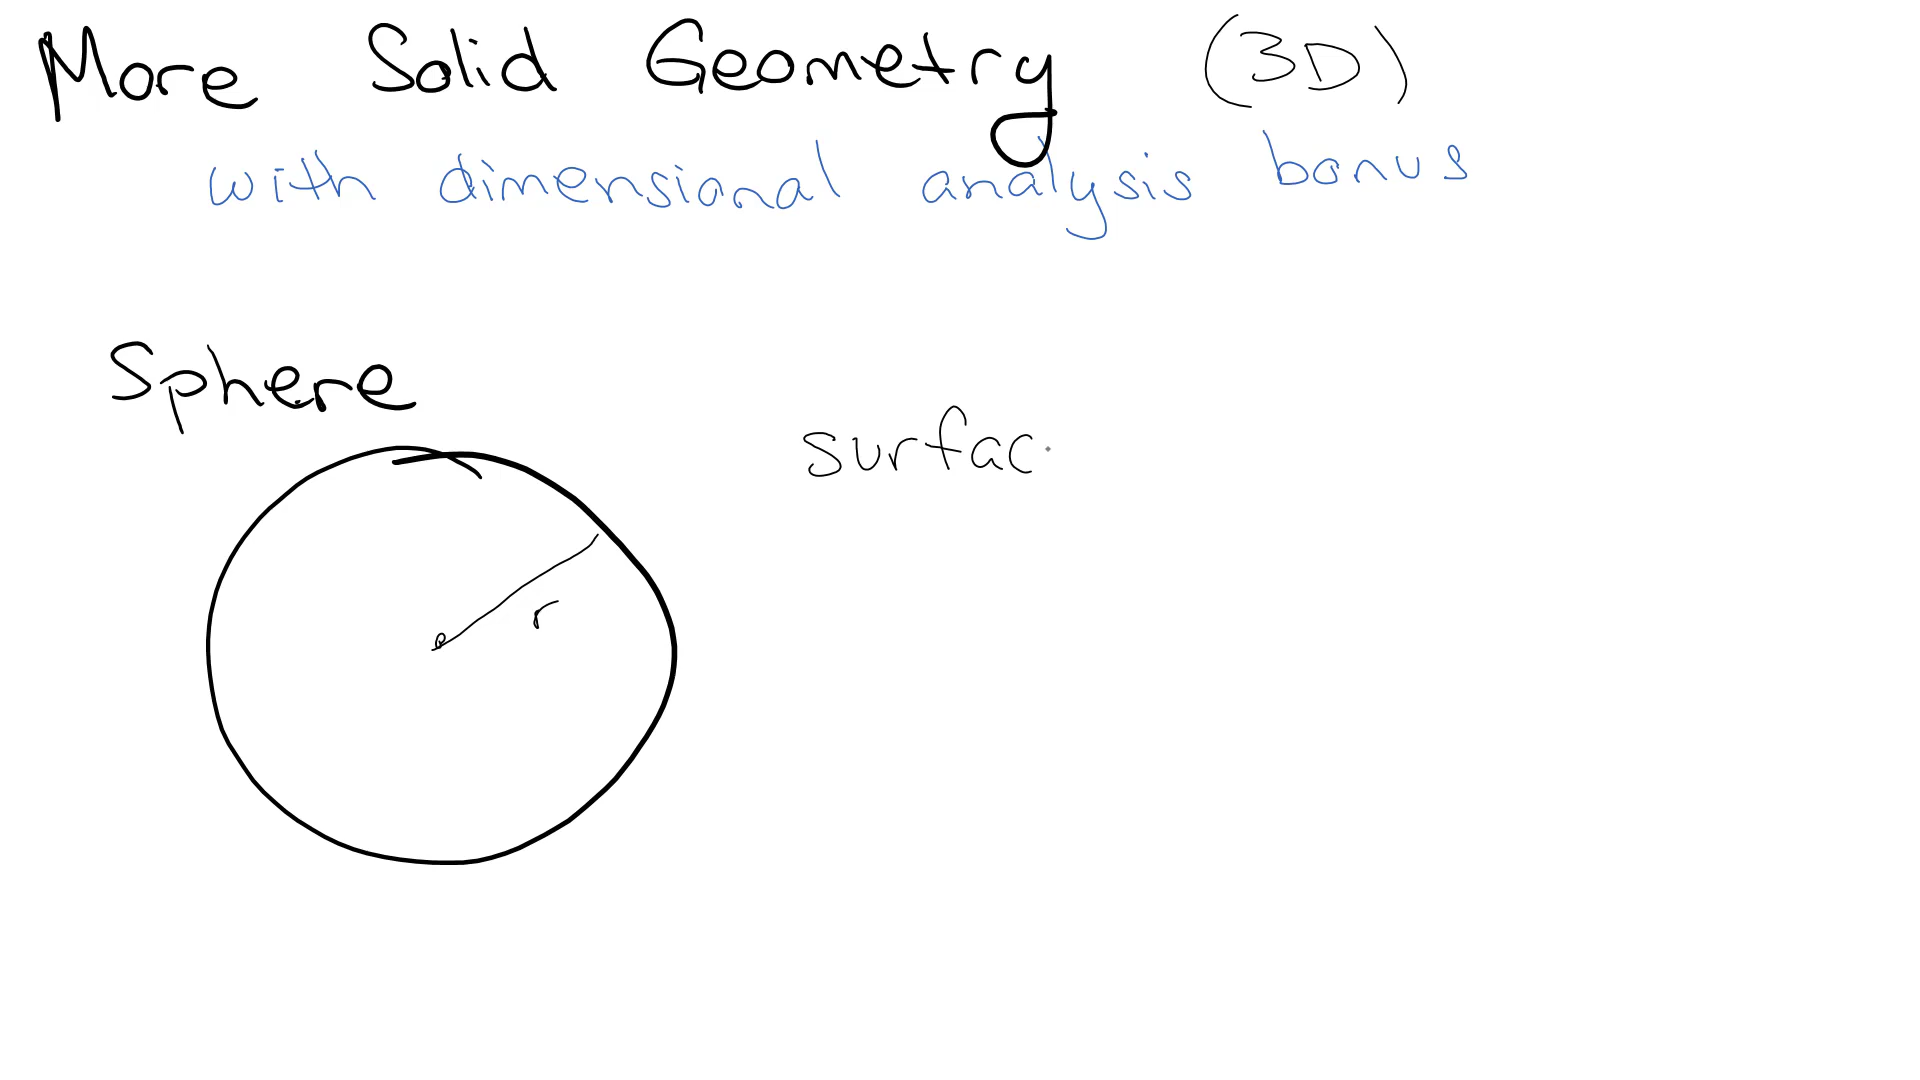 More Solid Geometry (3D)
with dimensional analysis bonus
Sphere
surfac
r